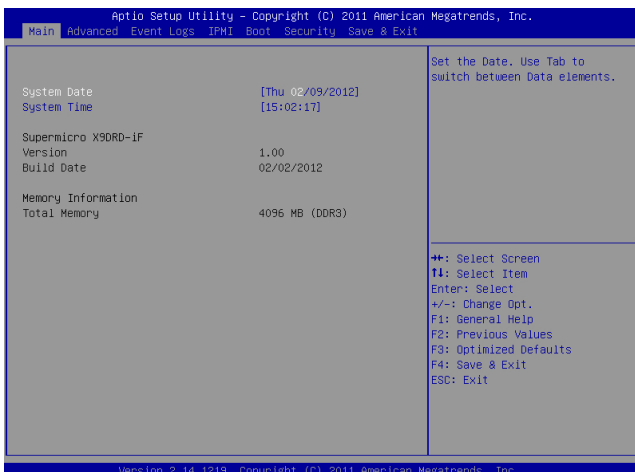 Aptio Setup Utility – Copyright (C) 2011 American Megatrends, Inc.
Main Advanced Event Logs IPMI Boot Security Save & Exit
System Date [Thu 02/09/2012]
System Time [15:02:17]
Supermicro X9DRD-iF
Version 1.00
Build Date 02/02/2012
Memory Information
Total Memory 4096 MB (DDR3)
Set the Date. Use Tab to
switch between Data elements.
→←: Select Screen
↑↓: Select Item
Enter: Select
+/-: Change Opt.
F1: General Help
F2: Previous Values
F3: Optimized Defaults
F4: Save & Exit
ESC: Exit
Version 2.14.1219. Copyright (C) 2011 American Megatrends, Inc.